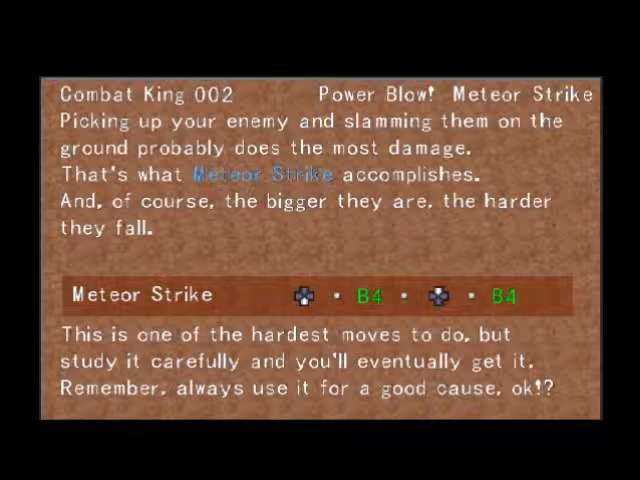 Combat King 002 Power Blow! Meteor Strike
Picking up your enemy and slamming them on the
ground probably does the most damage.
That's what Meteor Strike accomplishes.
And, of course, the bigger they are, the harder
they fall.
Meteor Strike · B4 · · B4
This is one of the hardest moves to do, but
study it carefully and you'll eventually get it.
Remember, always use it for a good cause, ok!?